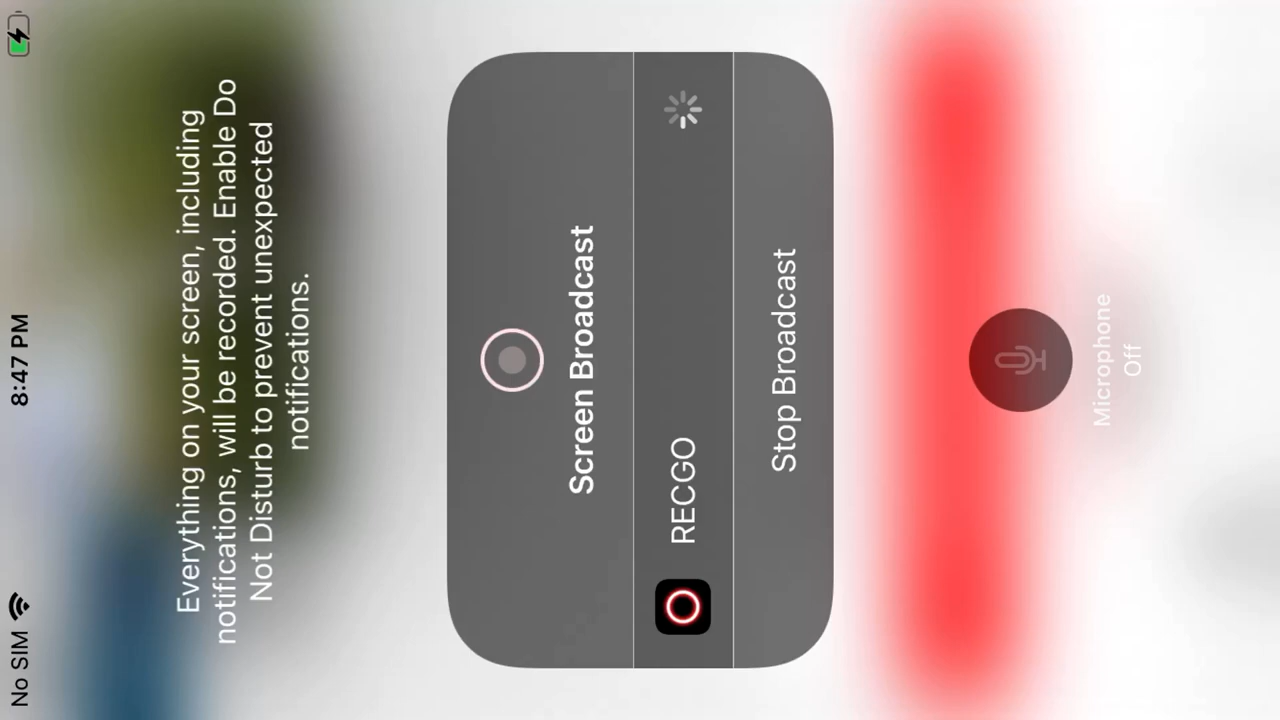 No SIM
8:47 PM
Everything on your screen, including
notifications, will be recorded. Enable Do
Not Disturb to prevent unexpected
notifications.
Screen Broadcast
RECGO
Stop Broadcast
Microphone
Off